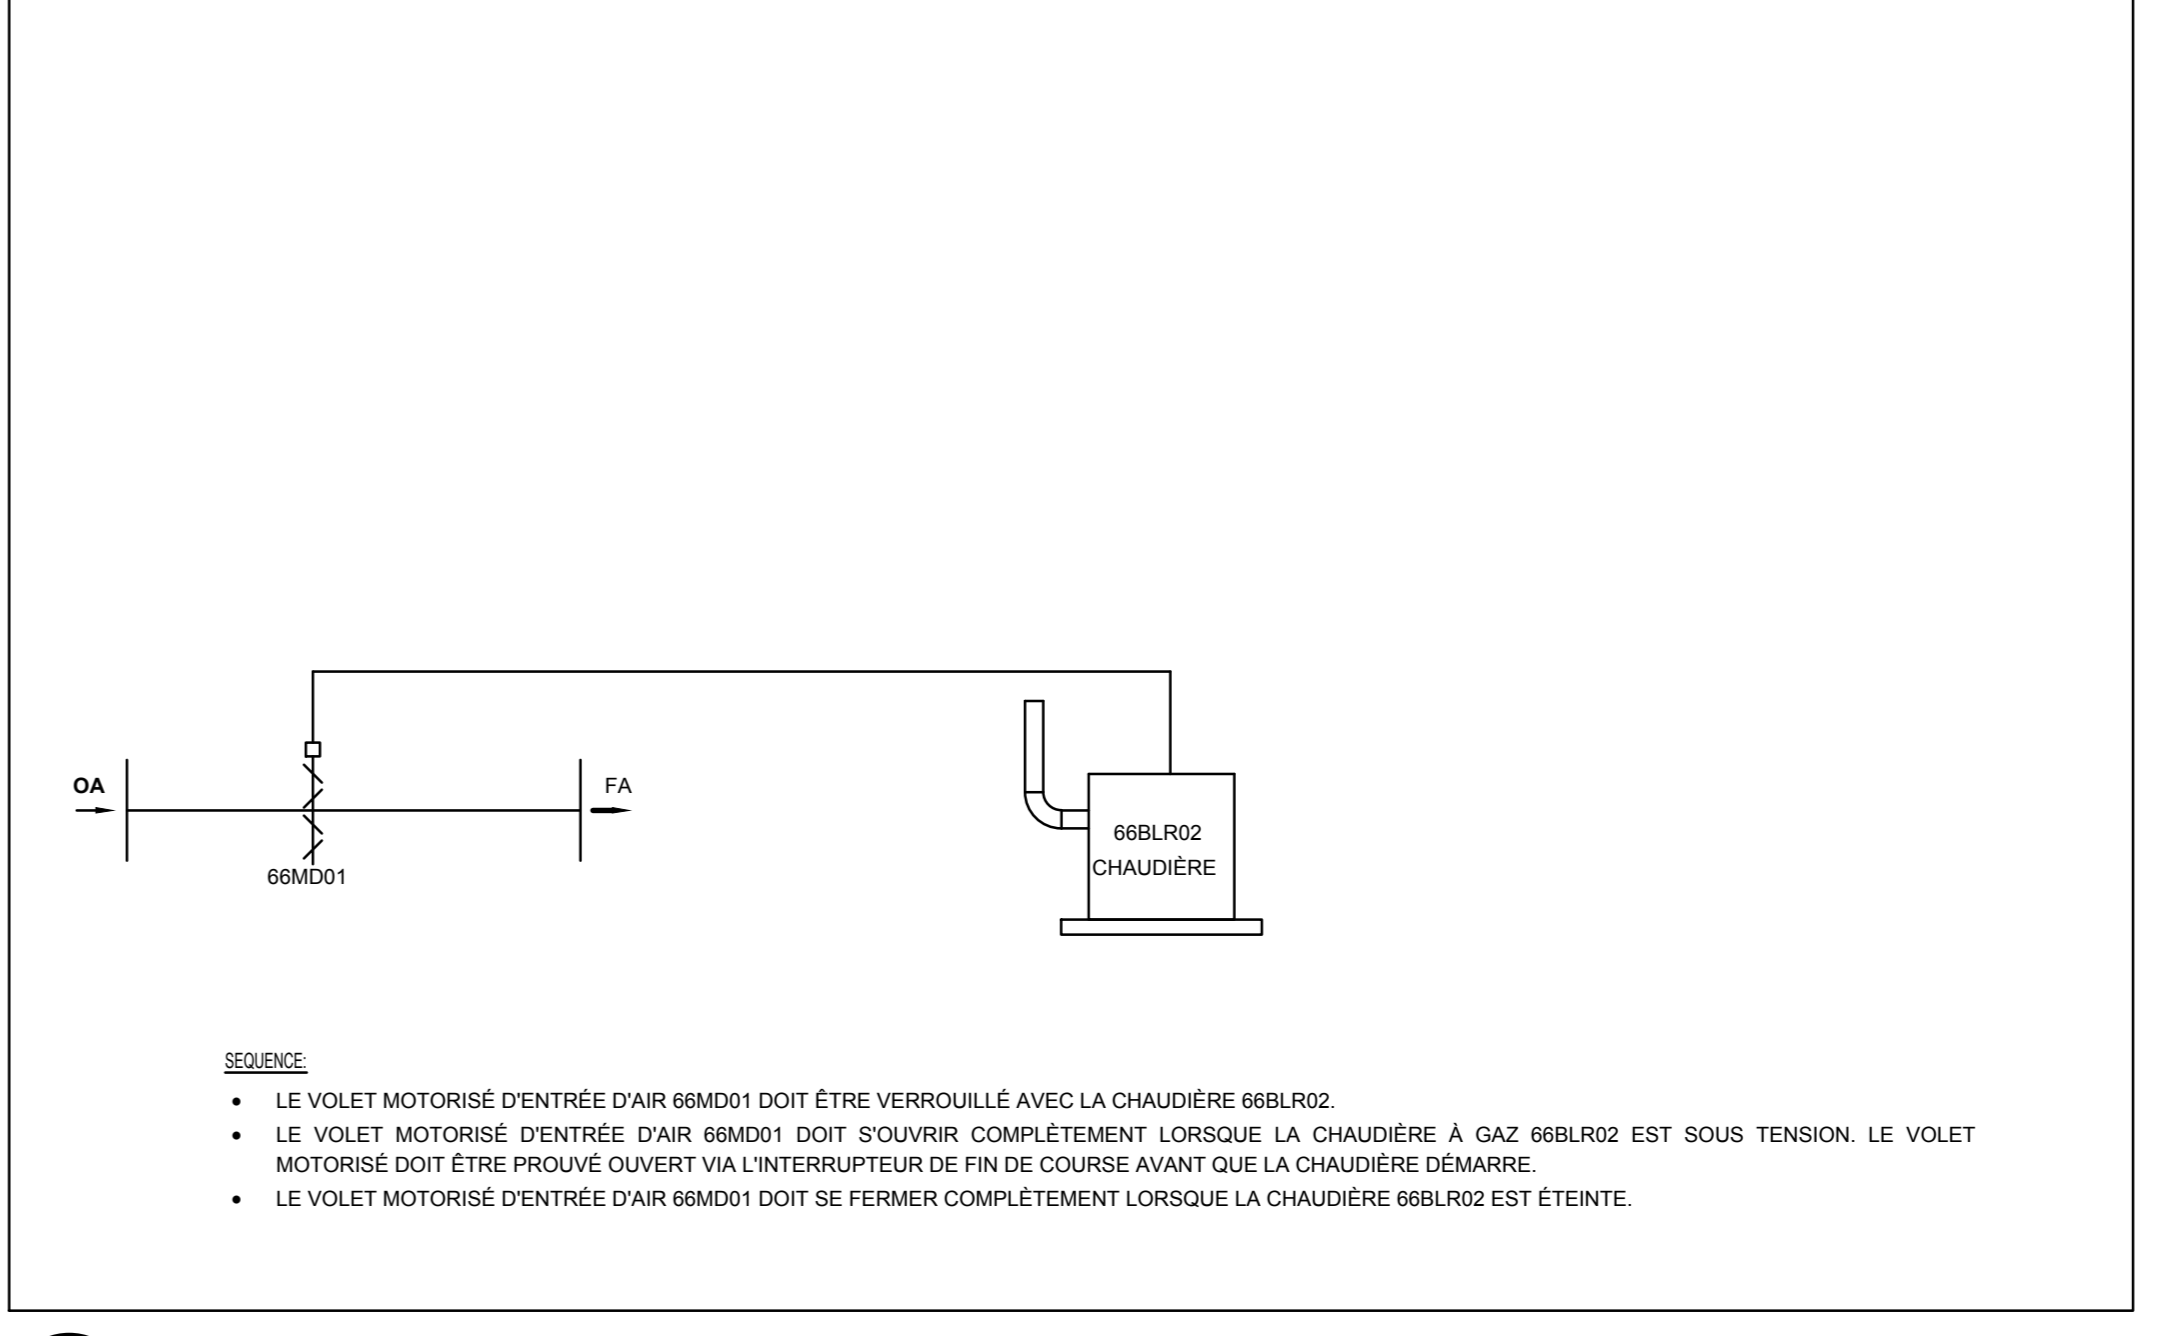 OA
FA
66MD01
66BLR02
CHAUDIÈRE
SEQUENCE:
• LE VOLET MOTORISÉ D'ENTRÉE D'AIR 66MD01 DOIT ÊTRE VERROUILLÉ AVEC LA CHAUDIÈRE 66BLR02.
• LE VOLET MOTORISÉ D'ENTRÉE D'AIR 66MD01 DOIT S'OUVRIR COMPLÈTEMENT LORSQUE LA CHAUDIÈRE À GAZ 66BLR02 EST SOUS TENSION. LE VOLET
MOTORISÉ DOIT ÊTRE PROUVÉ OUVERT VIA L'INTERRUPTEUR DE FIN DE COURSE AVANT QUE LA CHAUDIÈRE DÉMARRE.
• LE VOLET MOTORISÉ D'ENTRÉE D'AIR 66MD01 DOIT SE FERMER COMPLÈTEMENT LORSQUE LA CHAUDIÈRE 66BLR02 EST ÉTEINTE.